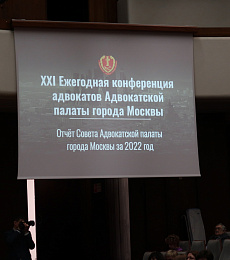 XXI Ежегодная конференция
адвокатов Адвокатской
палаты города Москвы
Отчёт Совета Адвокатской палаты
города Москвы за 2022 год